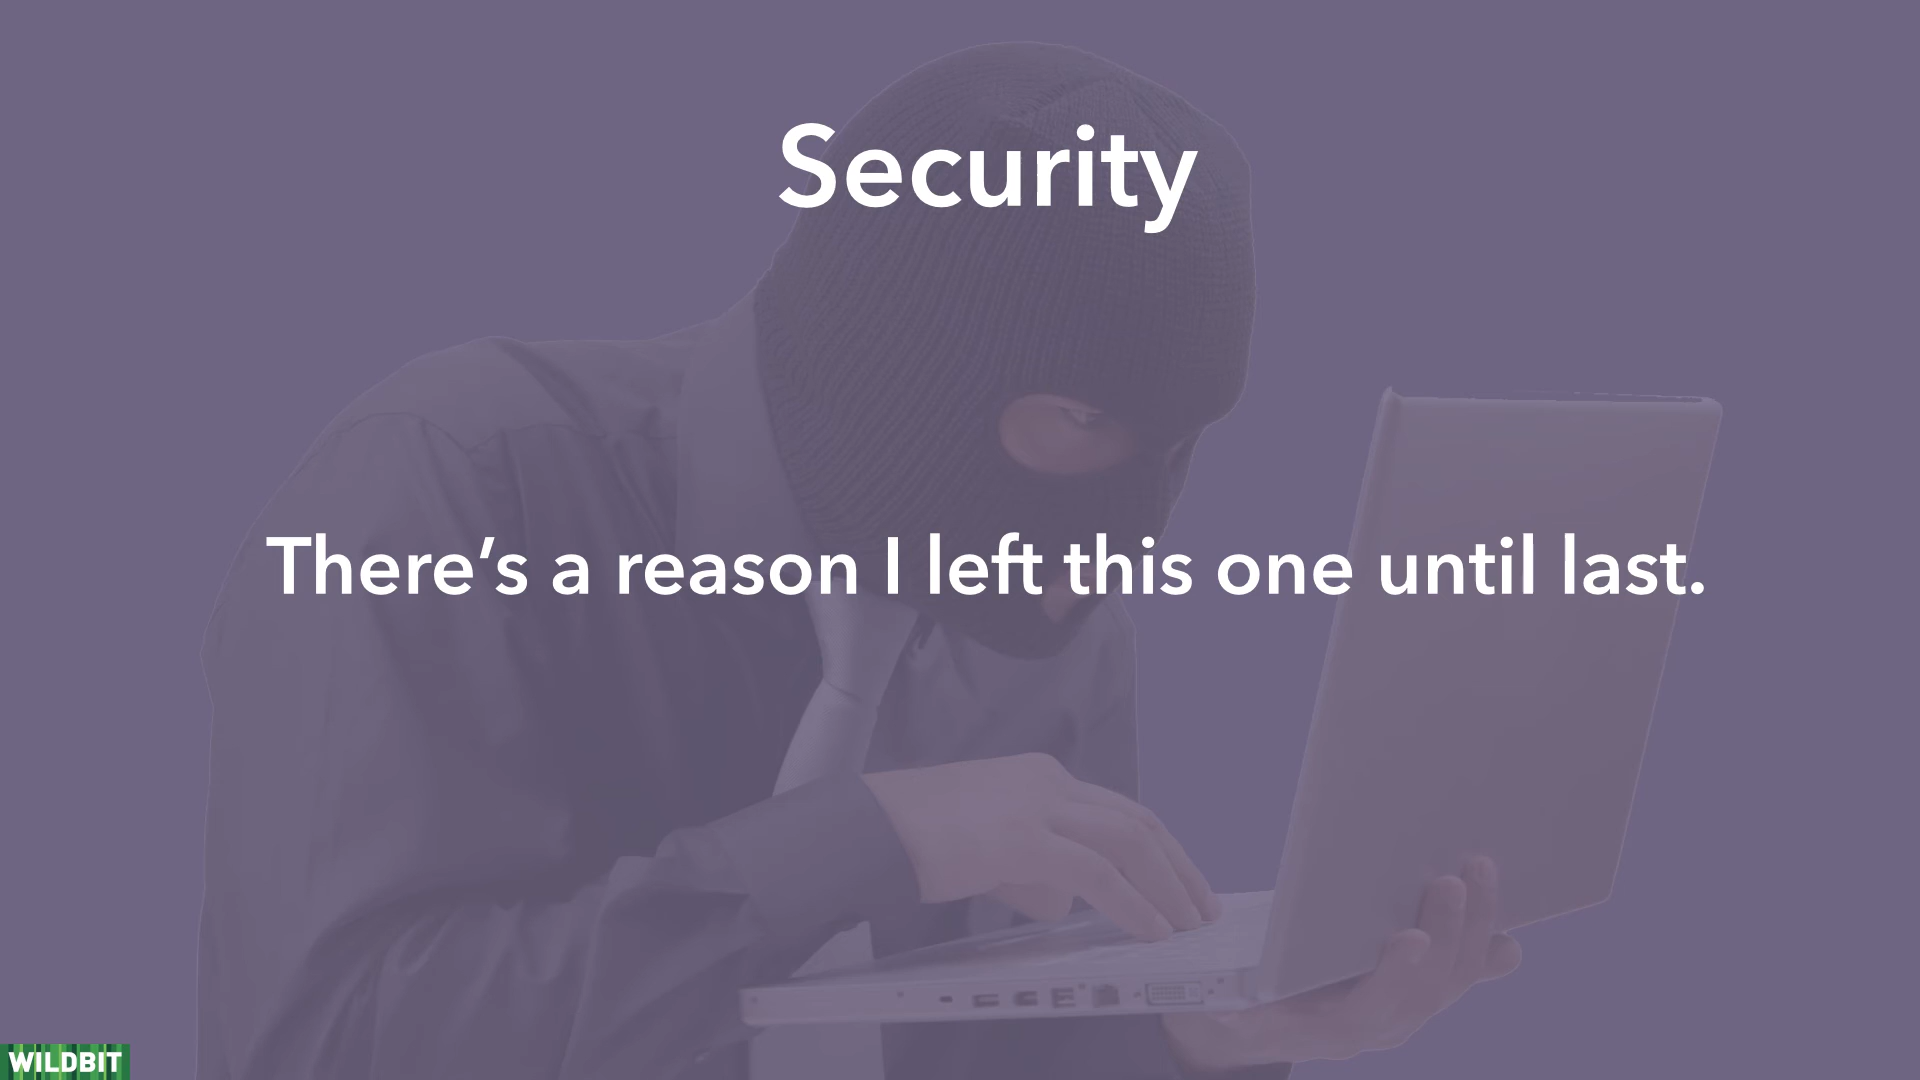 Security
There’s a reason I left this one until last.
WILDBIT